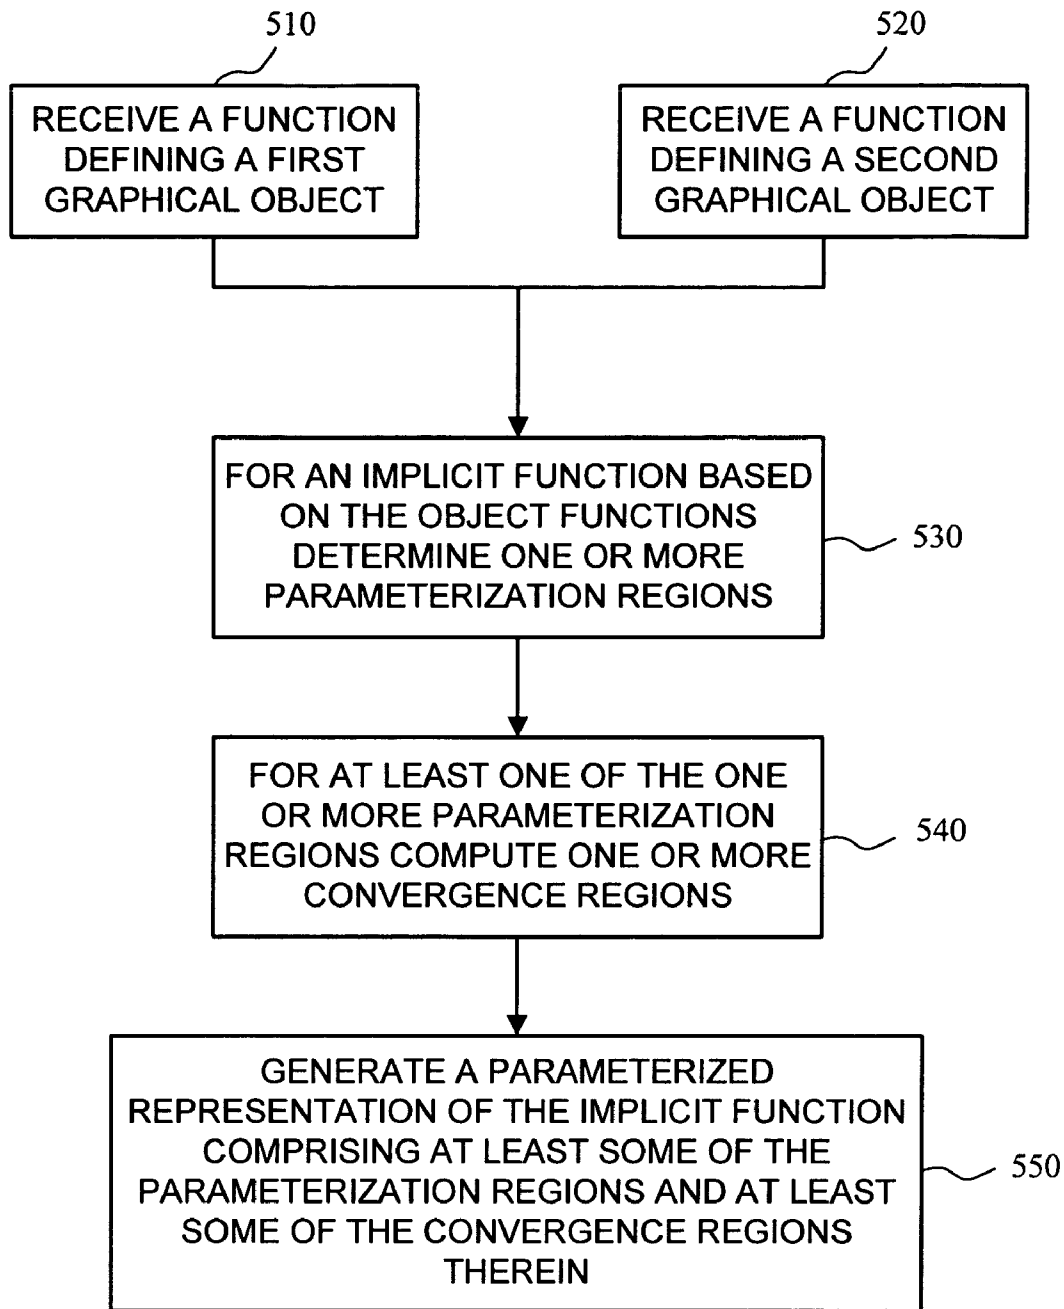 510
520
RECEIVE A FUNCTION
DEFINING A FIRST
GRAPHICAL OBJECT
RECEIVE A FUNCTION
DEFINING A SECOND
GRAPHICAL OBJECT
FOR AN IMPLICIT FUNCTION BASED
ON THE OBJECT FUNCTIONS
DETERMINE ONE OR MORE
PARAMETERIZATION REGIONS
530
FOR AT LEAST ONE OF THE ONE
OR MORE PARAMETERIZATION
REGIONS COMPUTE ONE OR MORE
CONVERGENCE REGIONS
540
GENERATE A PARAMETERIZED
REPRESENTATION OF THE IMPLICIT FUNCTION
COMPRISING AT LEAST SOME OF THE
PARAMETERIZATION REGIONS AND AT LEAST
SOME OF THE CONVERGENCE REGIONS
THEREIN
550